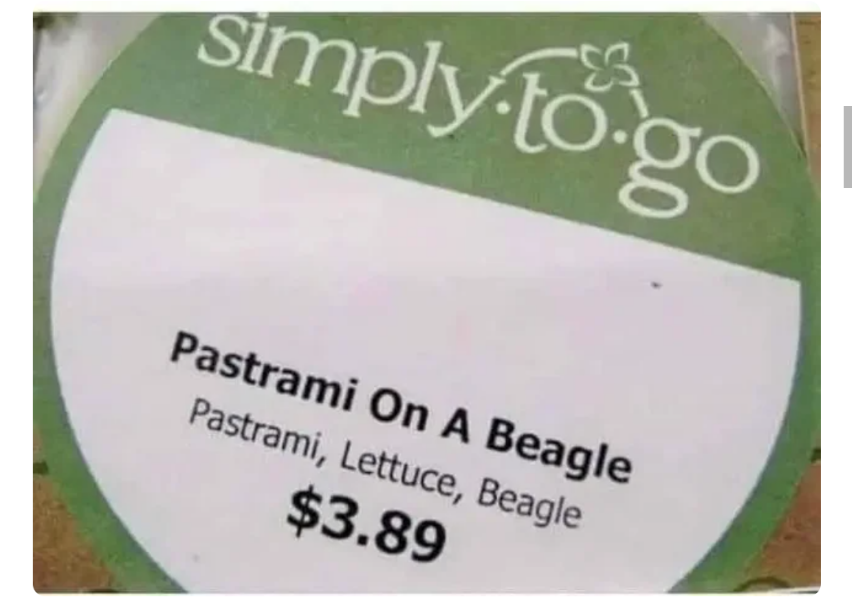 simply·to·go
Pastrami On A Beagle
Pastrami, Lettuce, Beagle
$3.89